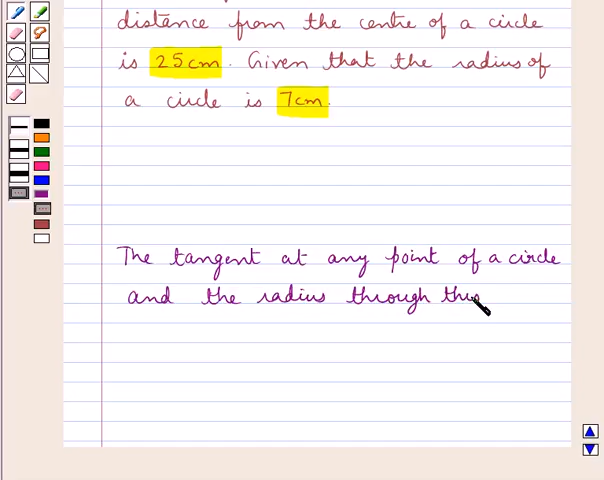 distance from the centre of a circle
is 25cm. Given that the radius of
a circle is 7cm.
The tangent at any point of a circle
and the radius through this